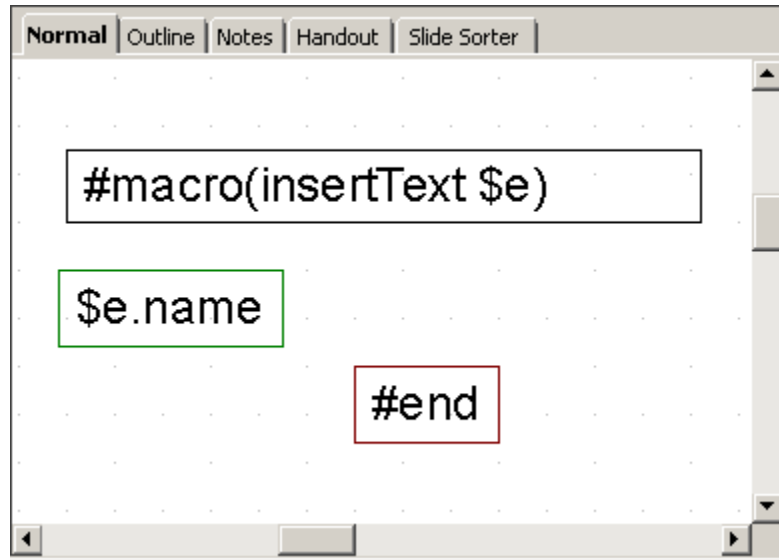 Normal Outline Notes Handout Slide Sorter
#macro(insertText $e)
$e.name
#end